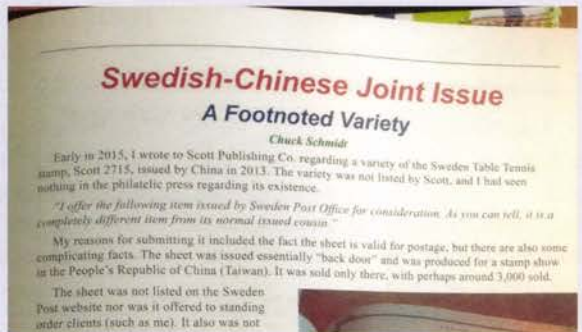 Swedish-Chinese Joint Issue
A Footnoted Variety
Chuck Schmidt
Early in 2015, I wrote to Scott Publishing Co. regarding a variety of the Sweden Table Tennis
stamp, Scott 2715, issued by China in 2013. The variety was not listed by Scott, and I had seen
nothing in the philatelic press regarding its existence.
"I offer the following item issued by Sweden Post Office for consideration. As you can tell, it is a
completely different item from its normal issued cousin."
My reasons for submitting it included the fact the sheet is valid for postage, but there are also some
complicating facts. The sheet was issued essentially "back door" and was produced for a stamp show
in the People's Republic of China (Taiwan). It was sold only there, with perhaps around 3,000 sold.
The sheet was not listed on the Sweden
Post website nor was it offered to standing
order clients (such as me). It also was not